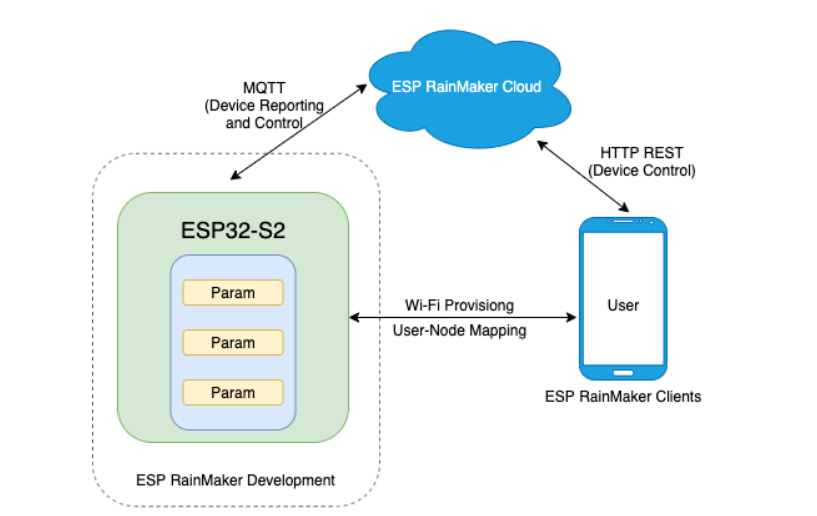 ESP RainMaker Cloud
MQTT
(Device Reporting
and Control
HTTP REST
(Device Control)
ESP32-S2
Param
Param
Param
Wi-Fi Provisiong
User-Node Mapping
User
ESP RainMaker Clients
ESP RainMaker Development